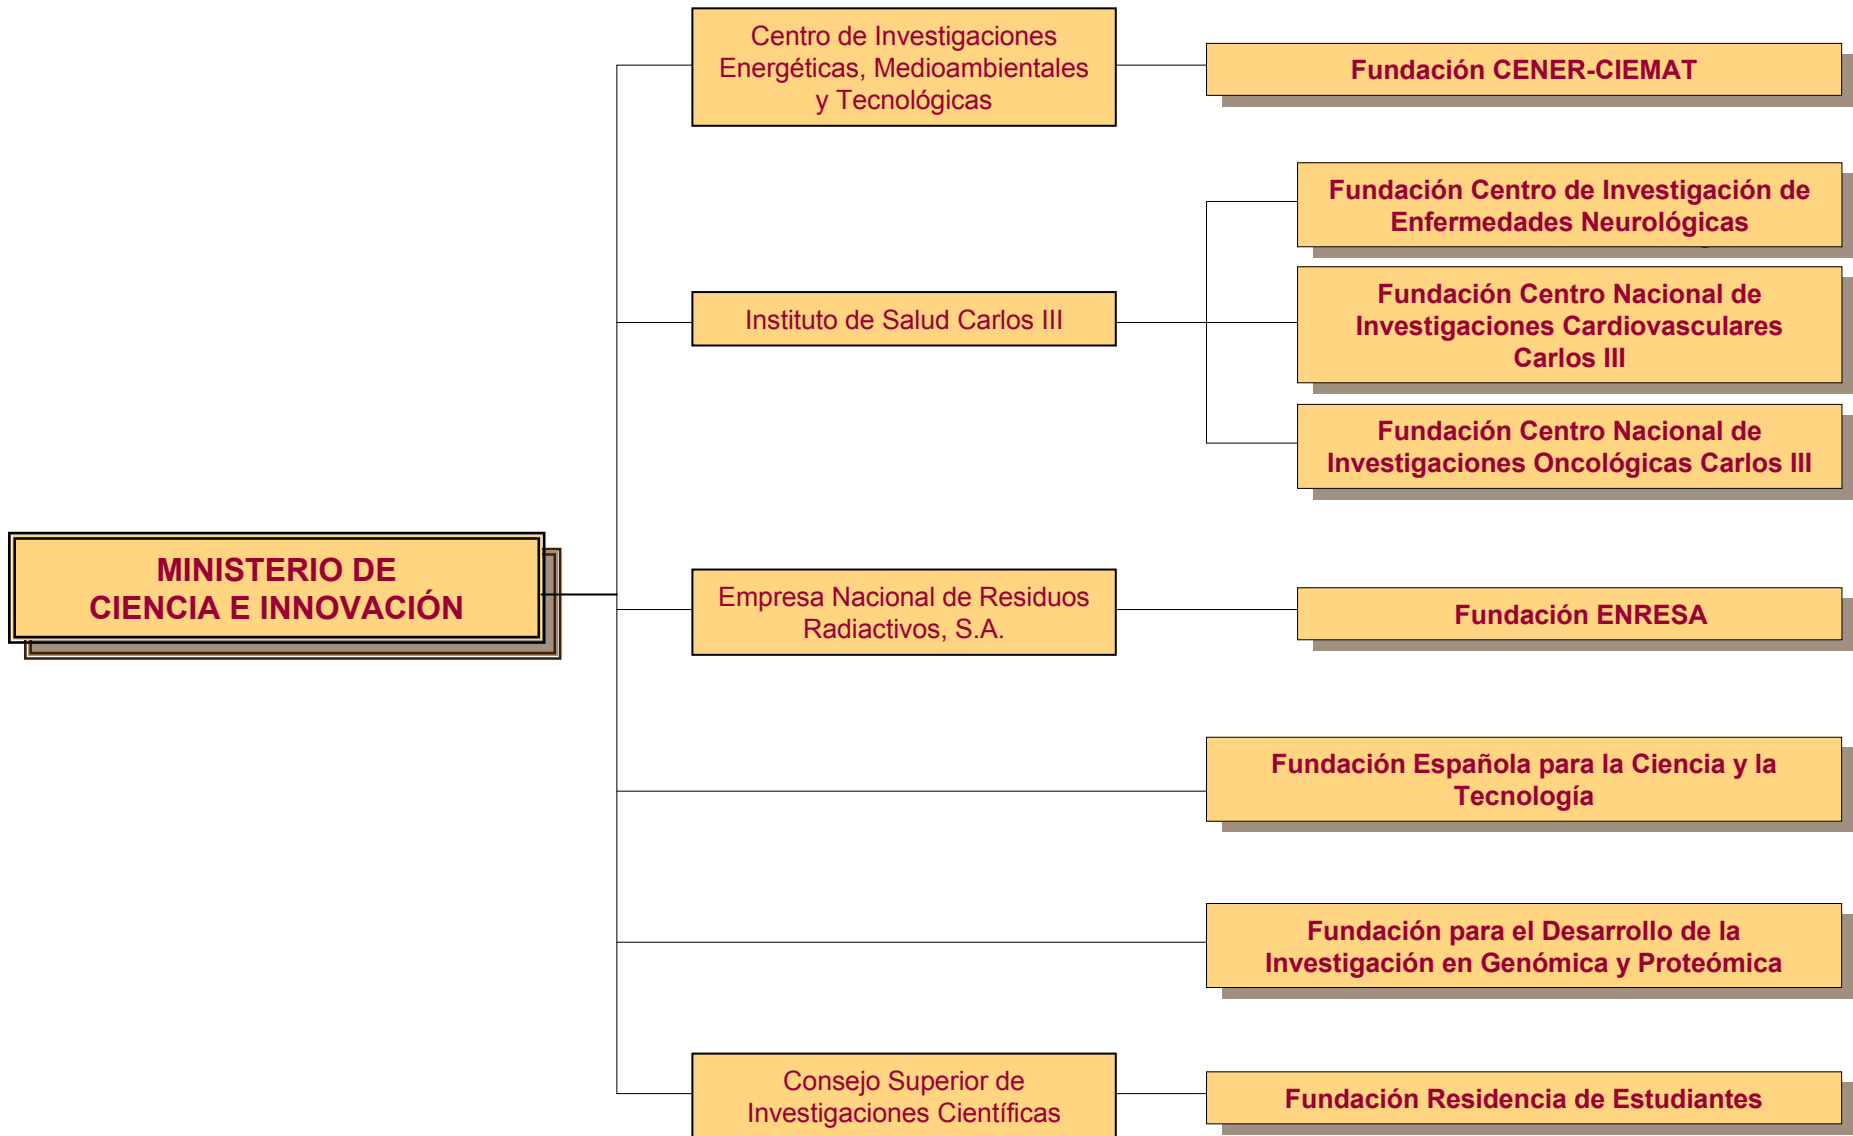 Centro de Investigaciones
Energéticas, Medioambientales
y Tecnológicas
Fundación CENER-CIEMAT
Fundación Centro de Investigación de
Enfermedades Neurológicas
Instituto de Salud Carlos III
Fundación Centro Nacional de
Investigaciones Cardiovasculares
Carlos III
Fundación Centro Nacional de
Investigaciones Oncológicas Carlos III
MINISTERIO DE
CIENCIA E INNOVACIÓN
Empresa Nacional de Residuos
Radiactivos, S.A.
Fundación ENRESA
Fundación Española para la Ciencia y la
Tecnología
Fundación para el Desarrollo de la
Investigación en Genómica y Proteómica
Consejo Superior de
Investigaciones Científicas
Fundación Residencia de Estudiantes